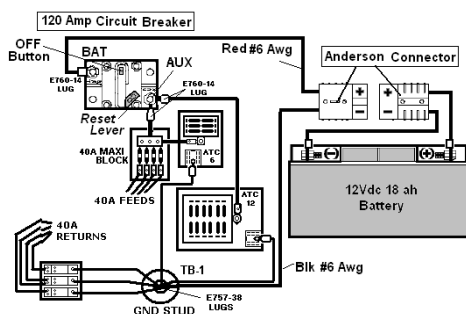 120 Amp Circuit Breaker
OFF
Button
BAT
E760-14
LUG
AUX
E760-14
LUG
Reset
Lever
40A MAXI
BLOCK
ATC
6
40A FEEDS
ATC
12
40A
RETURNS
TB-1
E757-38
LUGS
GND STUD
Red #6 Awg
Anderson Connector
+
−
+
−
−
+
12Vdc 18 ah
Battery
Blk #6 Awg